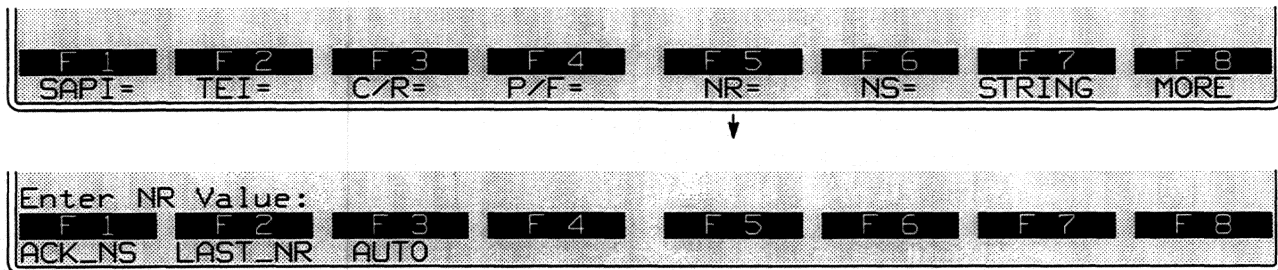 F 1 F 2 F 3 F 4 F 5 F 6 F 7 F 8
SAPI= TEI= C/R= P/F= NR= NS= STRING MORE
Enter NR Value:
F 1 F 2 F 3 F 4 F 5 F 6 F 7 F 8
ACK_NS LAST_NR AUTO